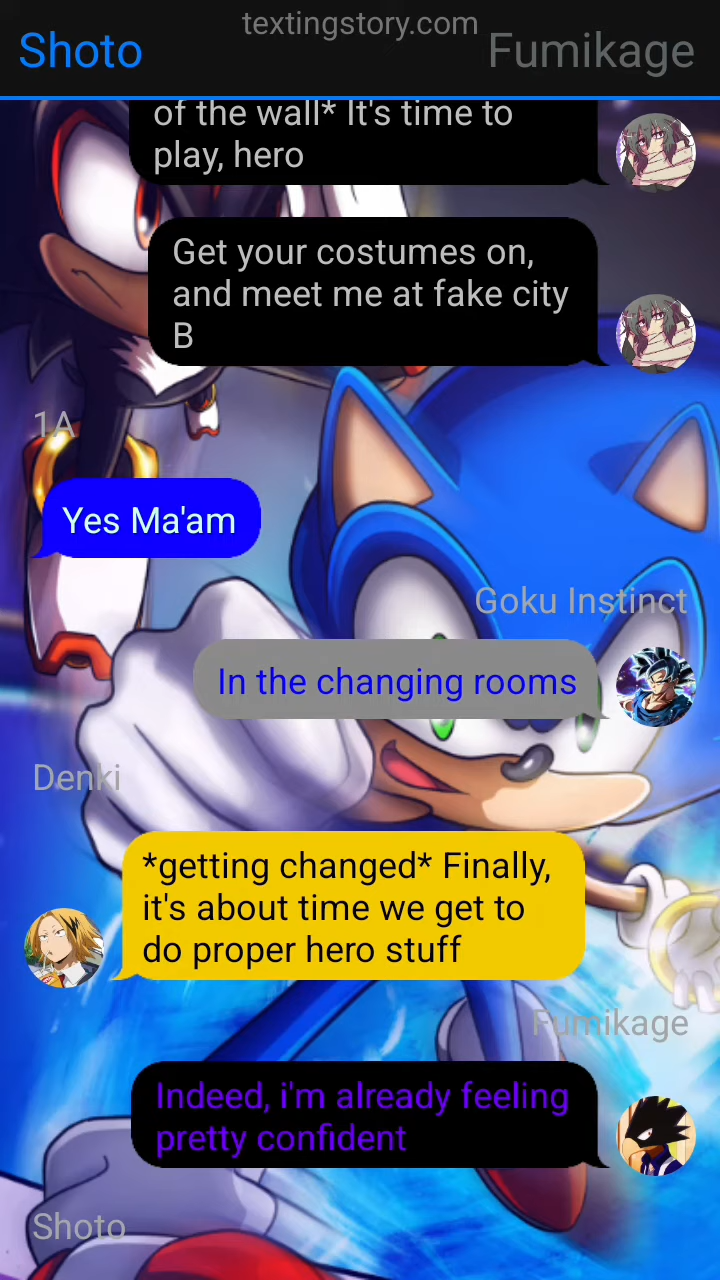 textingstory.com
Shoto
Fumikage
of the wall* It's time to
play, hero
Get your costumes on,
and meet me at fake city
B
1A
Yes Ma'am
Goku Instinct
In the changing rooms
Denki
*getting changed* Finally,
it's about time we get to
do proper hero stuff
Fumikage
Indeed, i'm already feeling
pretty confident
Shoto